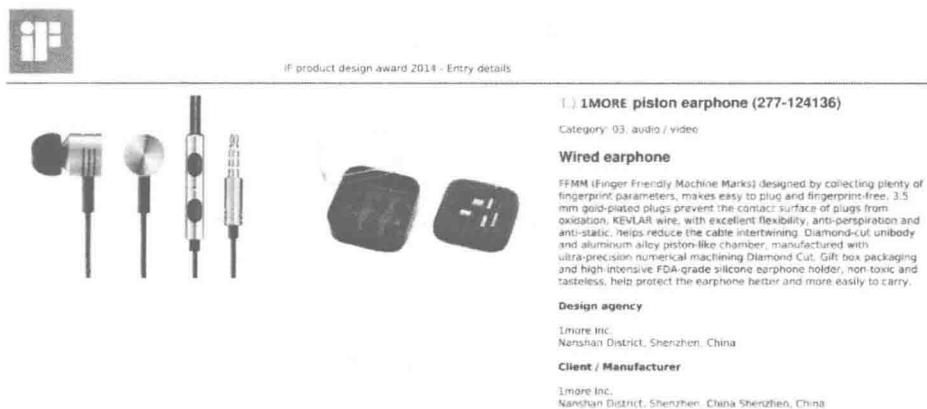 iF
iF product design award 2014 - Entry details
1.) 1MORE piston earphone (277-124136)
Category: 03. audio / video
Wired earphone
FFMM (Finger Friendly Machine Marks) designed by collecting plenty of
fingerprint parameters, makes easy to plug and fingerprint-free. 3.5
mm gold-plated plugs prevent the contact surface of plugs from
oxidation. KEVLAR wire, with excellent flexibility, anti-perspiration and
anti-static, helps reduce the cable intertwining. Diamond-cut unibody
and aluminum alloy piston-like chamber, manufactured with
ultra-precision numerical machining Diamond Cut. Gift box packaging
and high-intensive FDA-grade silicone earphone holder, non-toxic and
tasteless, help protect the earphone better and more easily to carry.
Design agency
1more Inc.
Nanshan District, Shenzhen, China
Client / Manufacturer
1more Inc.
Nanshan District, Shenzhen, China Shenzhen, China